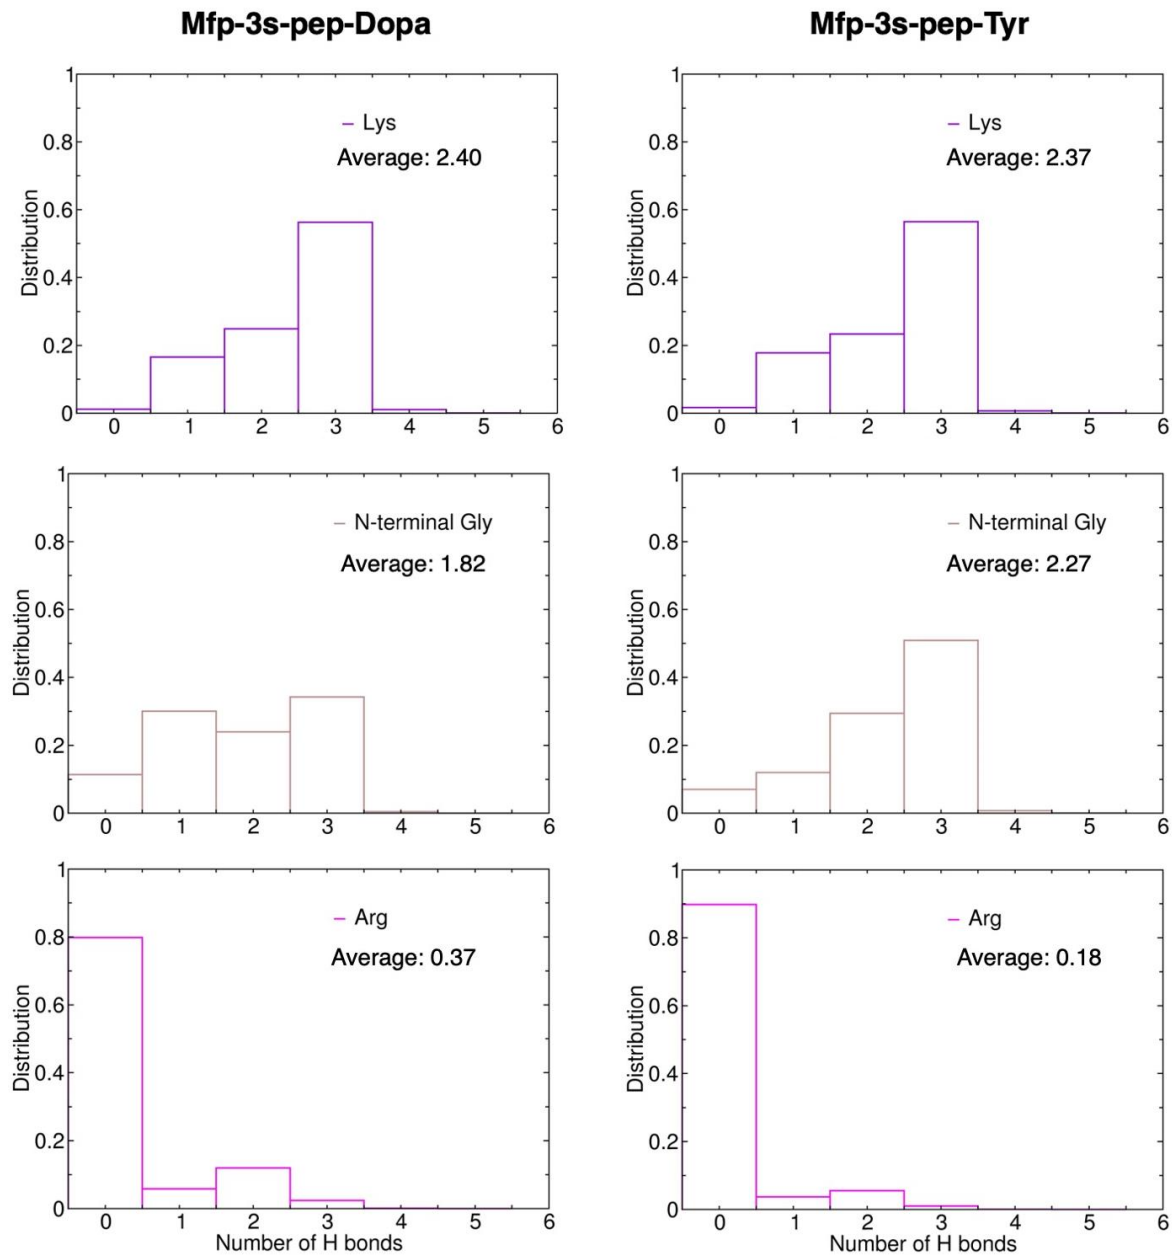 Mfp-3s-pep-Dopa
Mfp-3s-pep-Tyr
1
0.8
0.6
0.4
0.2
0
Distribution
Lys
Average: 2.40
0 1 2 3 4 5 6
1
0.8
0.6
0.4
0.2
0
Distribution
Lys
Average: 2.37
0 1 2 3 4 5 6
1
0.8
0.6
0.4
0.2
0
Distribution
N-terminal Gly
Average: 1.82
0 1 2 3 4 5 6
1
0.8
0.6
0.4
0.2
0
Distribution
N-terminal Gly
Average: 2.27
0 1 2 3 4 5 6
1
0.8
0.6
0.4
0.2
0
Distribution
Arg
Average: 0.37
0 1 2 3 4 5 6
Number of H bonds
1
0.8
0.6
0.4
0.2
0
Distribution
Arg
Average: 0.18
0 1 2 3 4 5 6
Number of H bonds